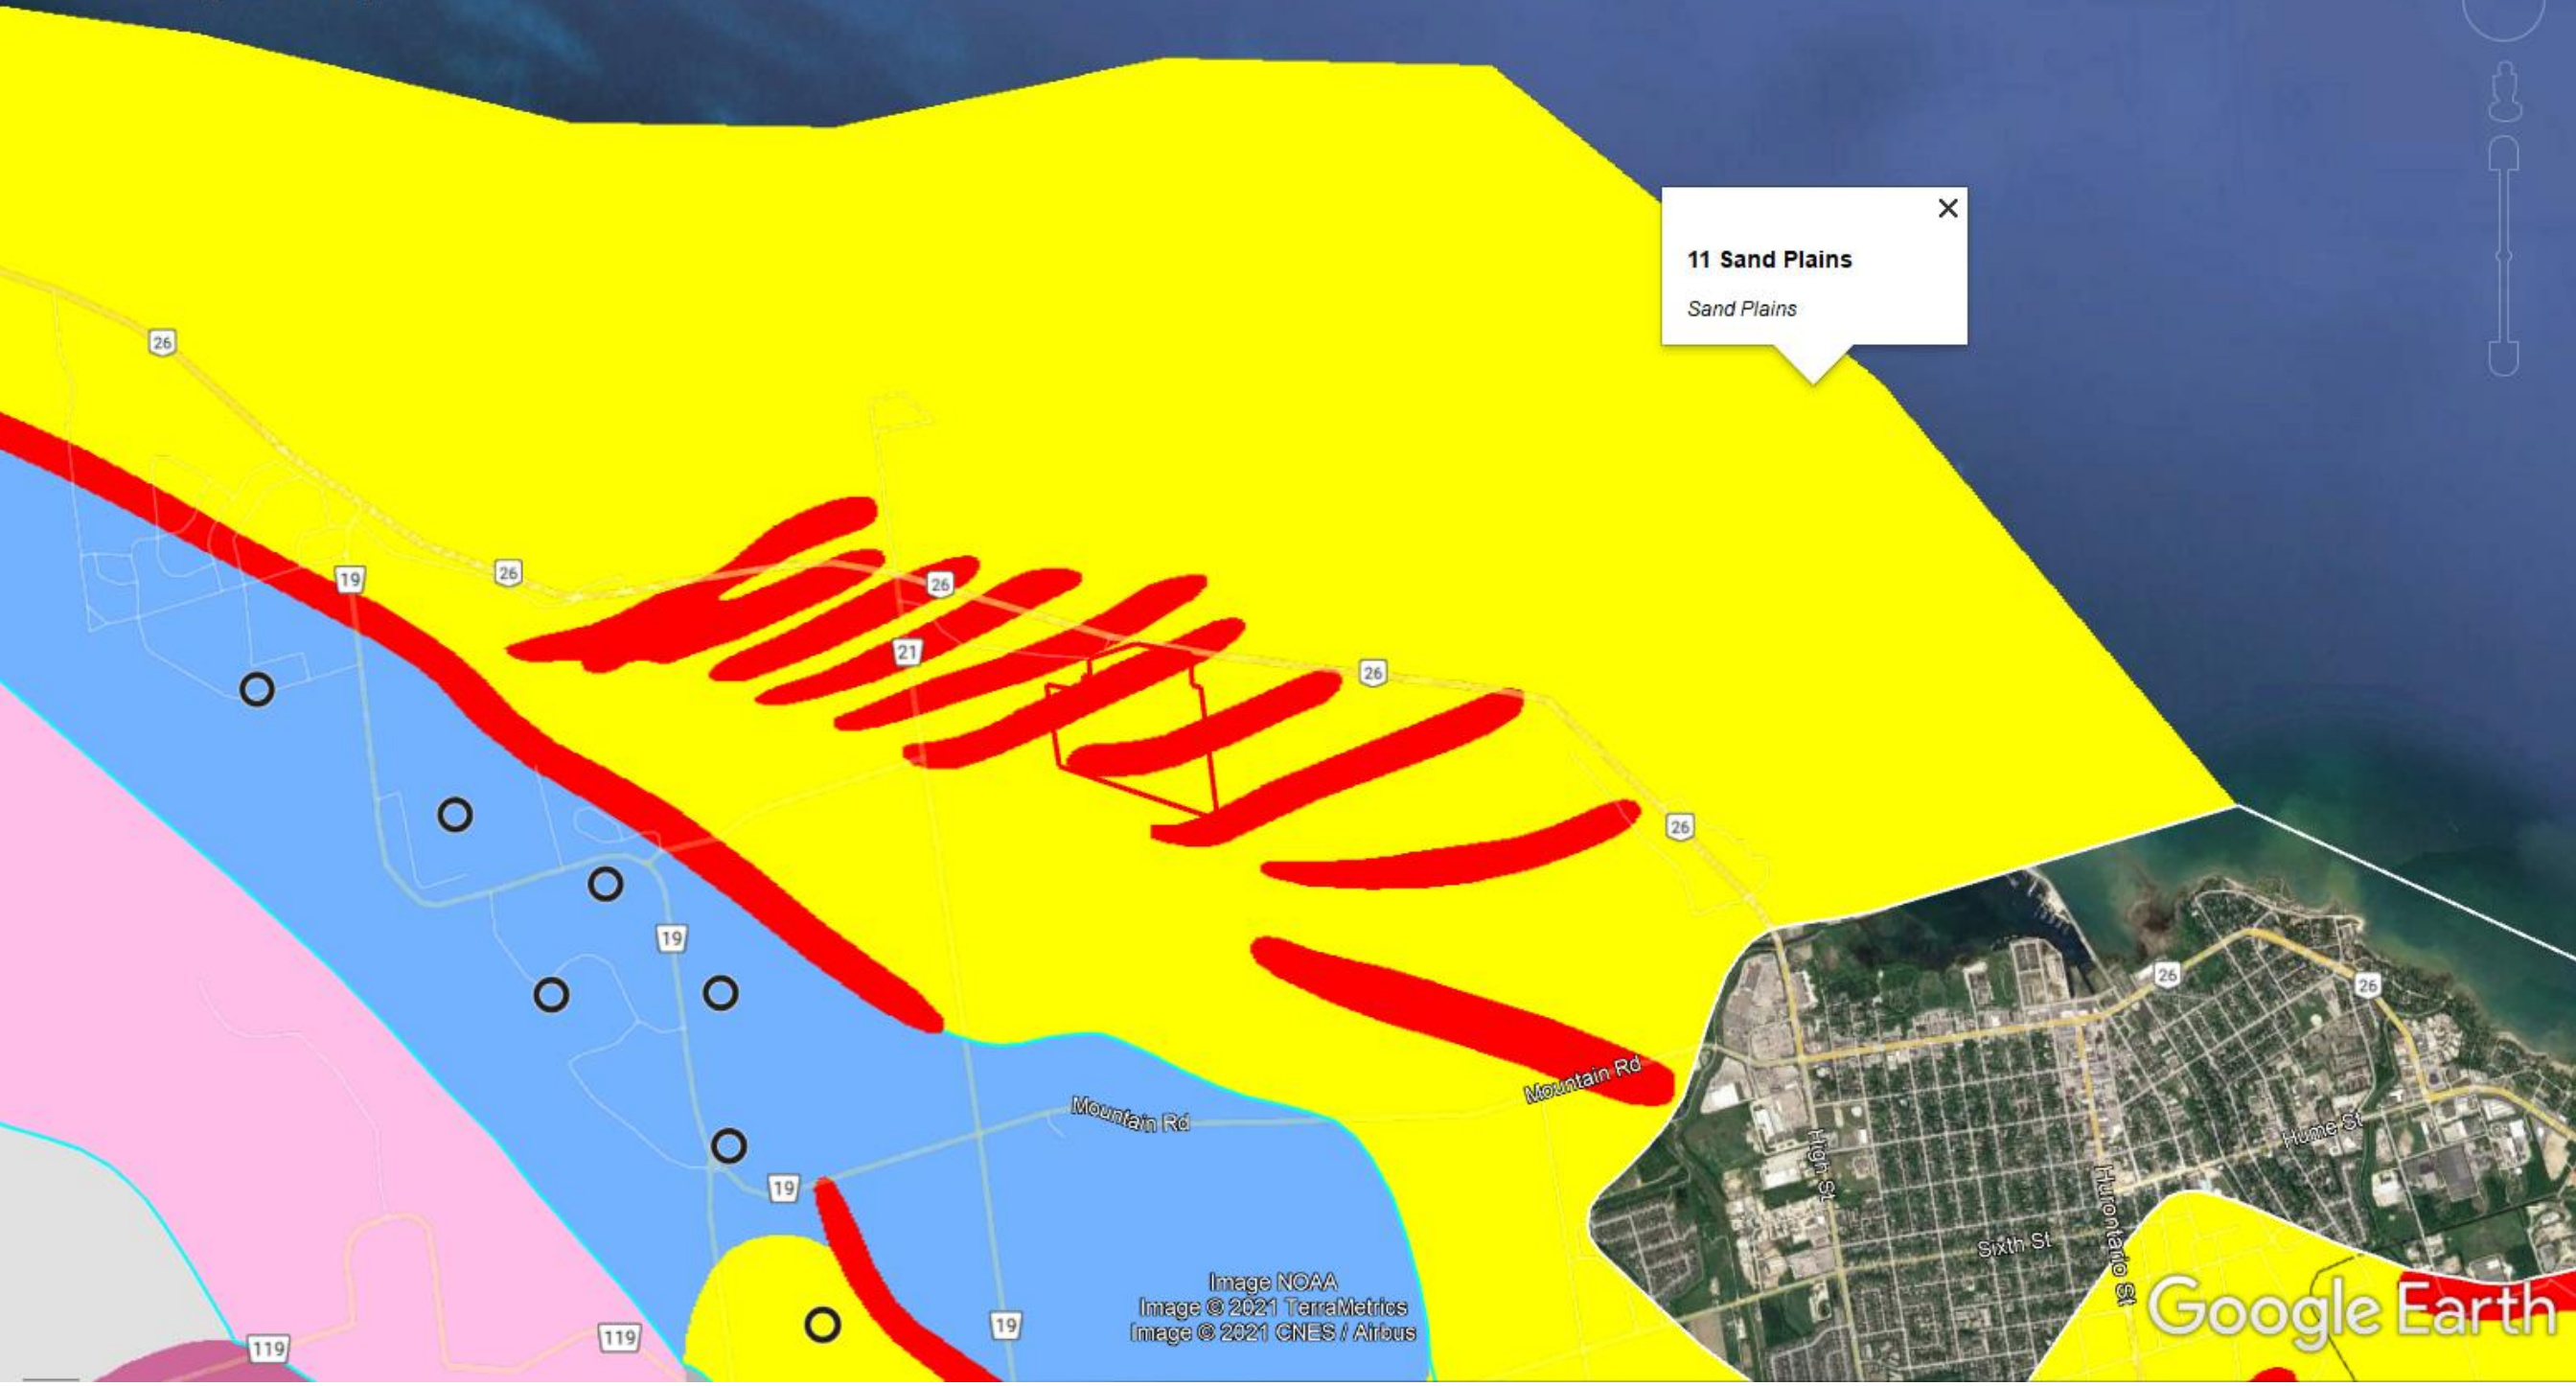 11 Sand Plains
Sand Plains
26
26
19
26
21
26
26
19
26
26
Mountain Rd
Mountain Rd
High St
Hurontario St
Hume St
Sixth St
19
19
119
119
Image NOAA
Image © 2021 TerraMetrics
Image © 2021 CNES / Airbus
Google Earth